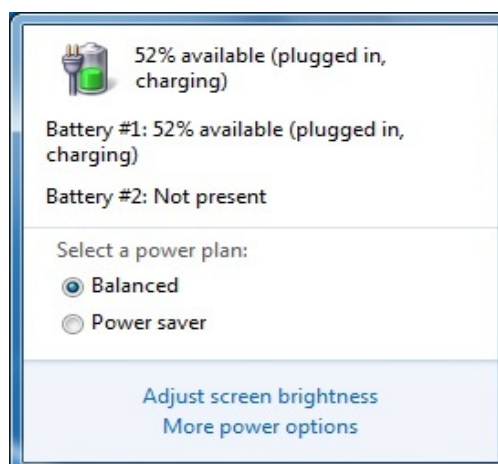 52% available (plugged in,
charging)
Battery #1: 52% available (plugged in,
charging)
Battery #2: Not present
Select a power plan:
Balanced
Power saver
Adjust screen brightness
More power options